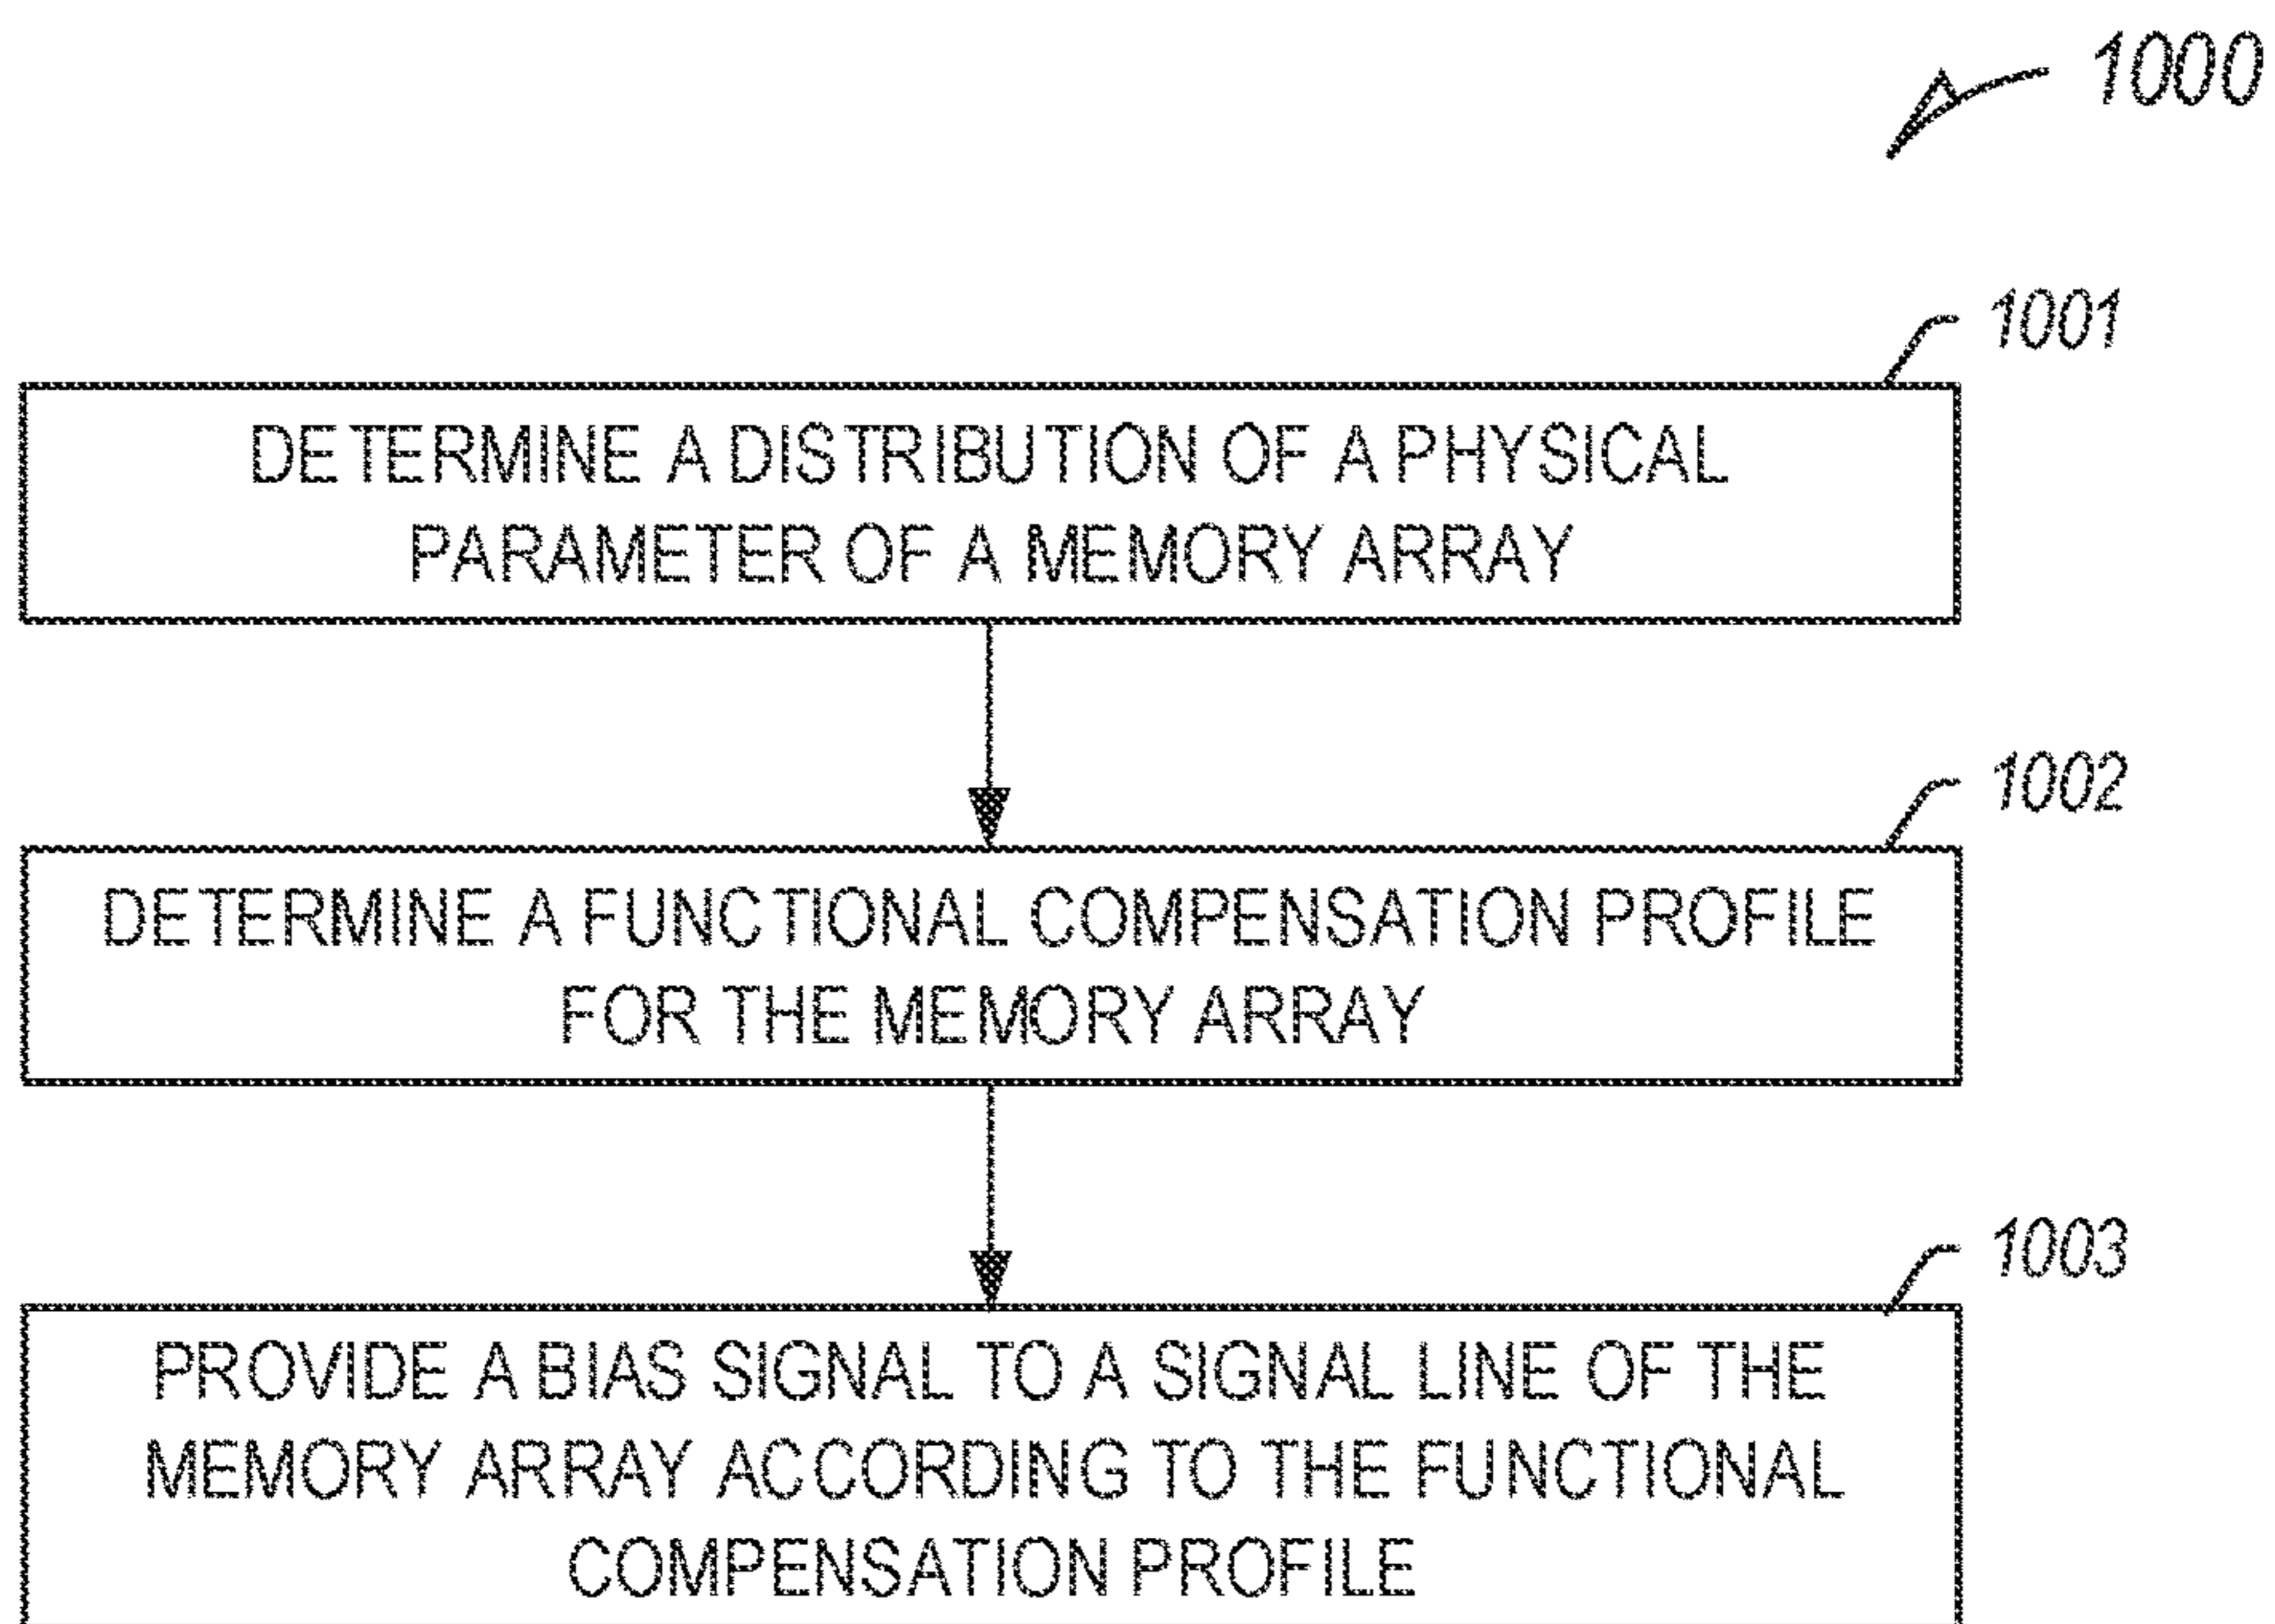 1000
1001
DETERMINE A DISTRIBUTION OF A PHYSICAL
PARAMETER OF A MEMORY ARRAY
1002
DETERMINE A FUNCTIONAL COMPENSATION PROFILE
FOR THE MEMORY ARRAY
1003
PROVIDE A BIAS SIGNAL TO A SIGNAL LINE OF THE
MEMORY ARRAY ACCORDING TO THE FUNCTIONAL
COMPENSATION PROFILE